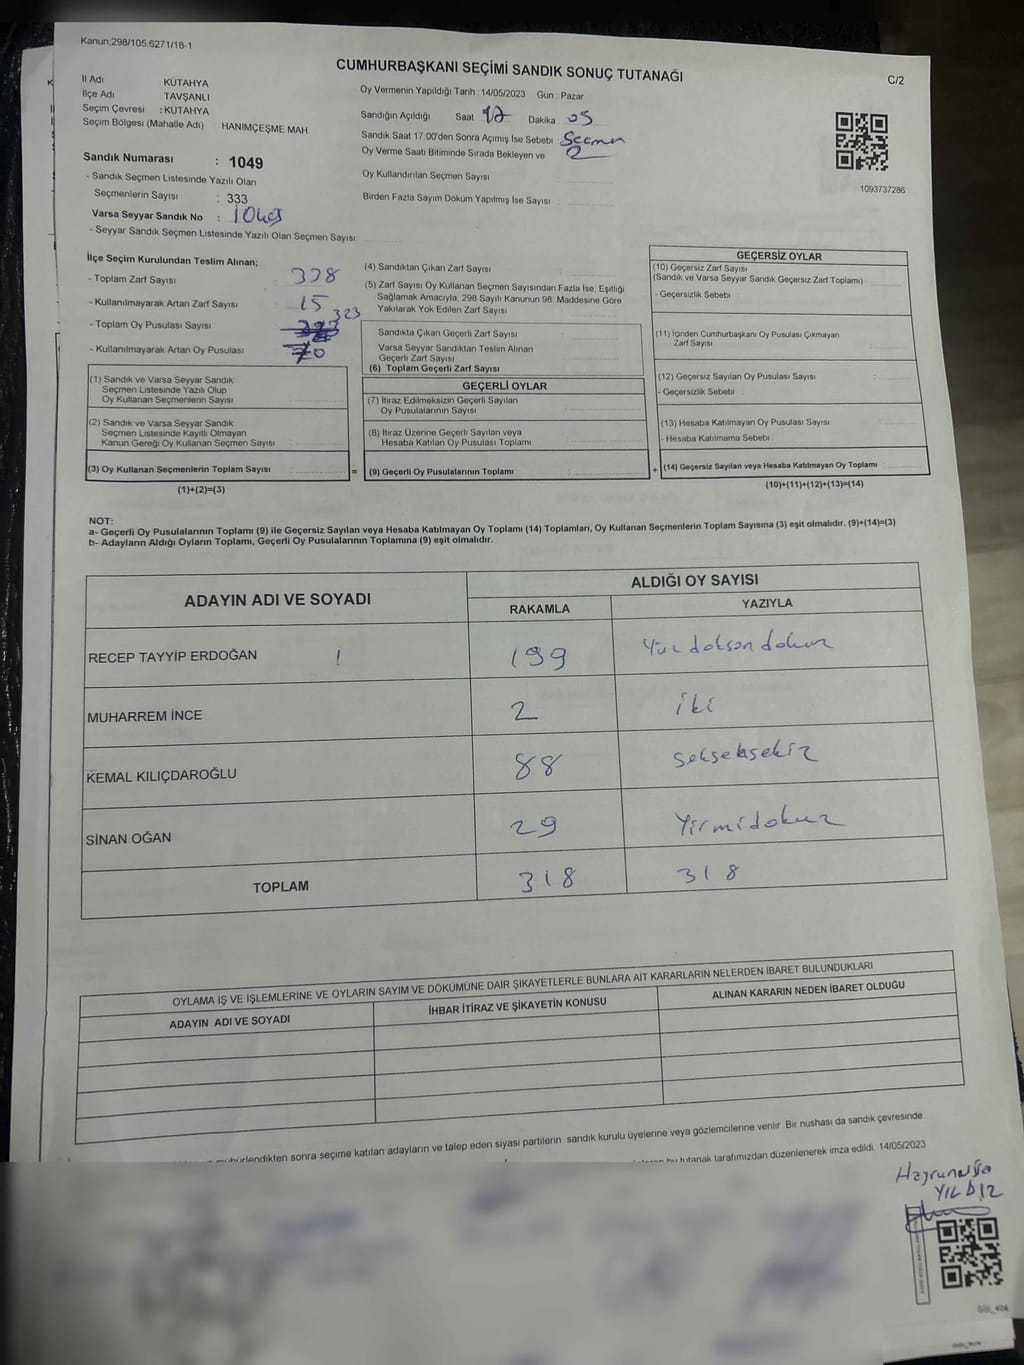 Kanun;298/105,6271/18-1
CUMHURBAŞKANI SEÇİMİ SANDIK SONUÇ TUTANAĞI
C/2
İl Adı KÜTAHYA
İlçe Adı : TAVŞANLI
Seçim Çevresi : KÜTAHYA
Seçim Bölgesi (Mahalle Adı) : HANIMÇEŞME MAH.
Sandık Numarası : 1049
- Sandık Seçmen Listesinde Yazılı Olan
Seçmenlerin Sayısı : 333
Varsa Seyyar Sandık No :
- Seyyar Sandık Seçmen Listesinde Yazılı Olan Seçmen Sayısı
Oy Vermenin Yapıldığı Tarih : 14/05/2023 Gün : Pazar
Sandığın Açıldığı Saat 17 Dakika : 05
Sandık Saat 17:00'den Sonra Açımış İse Sebebi : Seçmen
Oy Verme Saati Bitiminde Sırada Bekleyen ve 2
Oy Kullandırılan Seçmen Sayısı
Birden Fazla Sayım Döküm Yapılmış İse Sayısı
1093737286
İlçe Seçim Kurulundan Teslim Alınan;
- Toplam Zarf Sayısı 338
- Kullanılmayarak Artan Zarf Sayısı 15
- Toplam Oy Pusulası Sayısı 323
- Kullanılmayarak Artan Oy Pusulası
(1) Sandık ve Varsa Seyyar Sandık
Seçmen Listesinde Yazılı Olup
Oy Kullanan Seçmenlerin Sayısı
(2) Sandık ve Varsa Seyyar Sandık
Seçmen Listesinde Kayıtlı Olmayan
Kanun Gereği Oy Kullanan Seçmen Sayısı
(3) Oy Kullanan Seçmenlerin Toplam Sayısı
(1)+(2)=(3)
(4) Sandıktan Çıkan Zarf Sayısı
(5) Zarf Sayısı Oy Kullanan Seçmen Sayısından Fazla İse, Eşitliği
Sağlamak Amacıyla, 298 Sayılı Kanunun 98. Maddesine Göre
Yakılarak Yok Edilen Zarf Sayısı
Sandıkta Çıkan Geçerli Zarf Sayısı
Varsa Seyyar Sandıktan Teslim Alınan
Geçerli Zarf Sayısı
(6) Toplam Geçerli Zarf Sayısı
GEÇERLİ OYLAR
(7) İtiraz Edilmeksizin Geçerli Sayılan
Oy Pusulalarının Sayısı
(8) İtiraz Üzerine Geçerli Sayılan veya
Hesaba Katılan Oy Pusulası Toplamı
= (9) Geçerli Oy Pusulalarının Toplamı
GEÇERSİZ OYLAR
(10) Geçersiz Zarf Sayısı
(Sandık ve Varsa Seyyar Sandık Geçersiz Zarf Toplamı)
- Geçersizlik Sebebi
(11) İçinden Cumhurbaşkanı Oy Pusulası Çıkmayan
Zarf Sayısı
(12) Geçersiz Sayılan Oy Pusulası Sayısı
- Geçersizlik Sebebi
(13) Hesaba Katılmayan Oy Pusulası Sayısı
- Hesaba Katılmama Sebebi
+ (14) Geçersiz Sayılan veya Hesaba Katılmayan Oy Toplamı
(10)+(11)+(12)+(13)=(14)
NOT:
a- Geçerli Oy Pusulalarının Toplamı (9) ile Geçersiz Sayılan veya Hesaba Katılmayan Oy Toplamı (14) Toplamları, Oy Kullanan Seçmenlerin Toplam Sayısına (3) eşit olmalıdır. (9)+(14)=(3)
b- Adayların Aldığı Oyların Toplamı, Geçerli Oy Pusulalarının Toplamına (9) eşit olmalıdır.
ADAYIN ADI VE SOYADI ALDIĞI OY SAYISI
RAKAMLA YAZIYLA
RECEP TAYYİP ERDOĞAN 199 Yüz doksan dokuz
MUHARREM İNCE 2 iki
KEMAL KILIÇDAROĞLU 88 seksensekiz
SİNAN OĞAN 29 Yirmidokuz
TOPLAM 318 318
OYLAMA İŞ VE İŞLEMLERİNE VE OYLARIN SAYIM VE DÖKÜMÜNE DAİR ŞİKAYETLERLE BUNLARA AİT KARARLARIN NELERDEN İBARET BULUNDUKLARI
ADAYIN ADI VE SOYADI İHBAR İTİRAZ VE ŞİKAYETİN KONUSU ALINAN KARARIN NEDEN İBARET OLDUĞU
mühürlendikten sonra seçime katılan adayların ve talep eden siyasi partilerin sandık kurulu üyelerine veya gözlemcilerine verilir. Bir nüshası da sandık çevresinde
bu tutanak tarafımızdan düzenlenerek imza edildi. 14/05/2023
Hayrunnisa
YILDIZ